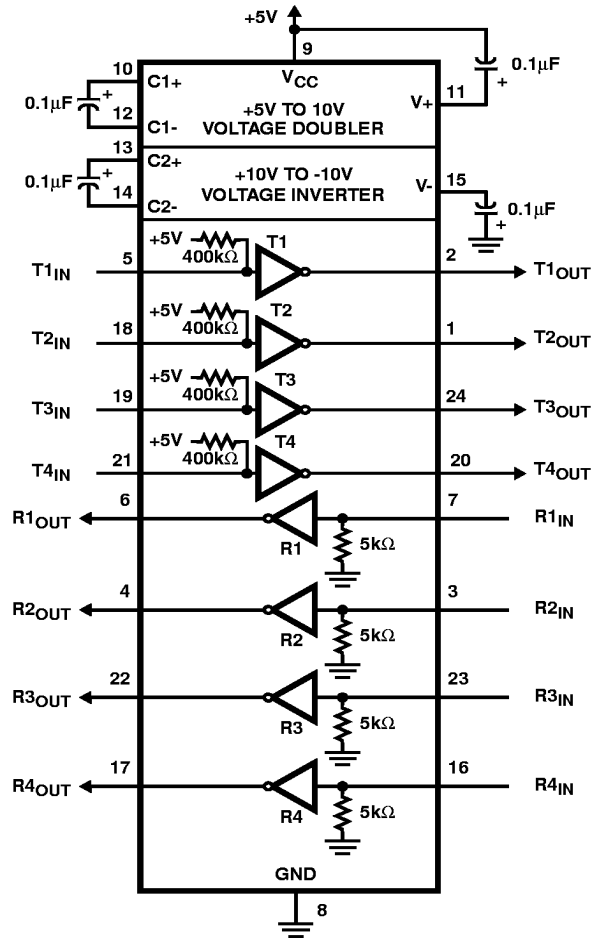 +5V
9
VCC
0.1µF
+
10
C1+
0.1µF
+
12
C1-
+5V TO 10V
VOLTAGE DOUBLER
V+
11
13
C2+
0.1µF
+
14
C2-
+10V TO -10V
VOLTAGE INVERTER
V-
15
0.1µF
+
T1IN
5
+5V
400kΩ
T1
2
T1OUT
T2IN
18
+5V
400kΩ
T2
1
T2OUT
T3IN
19
+5V
400kΩ
T3
24
T3OUT
T4IN
21
+5V
400kΩ
T4
20
T4OUT
R1OUT
6
R1
5kΩ
7
R1IN
R2OUT
4
R2
5kΩ
3
R2IN
R3OUT
22
R3
5kΩ
23
R3IN
R4OUT
17
R4
5kΩ
16
R4IN
GND
8